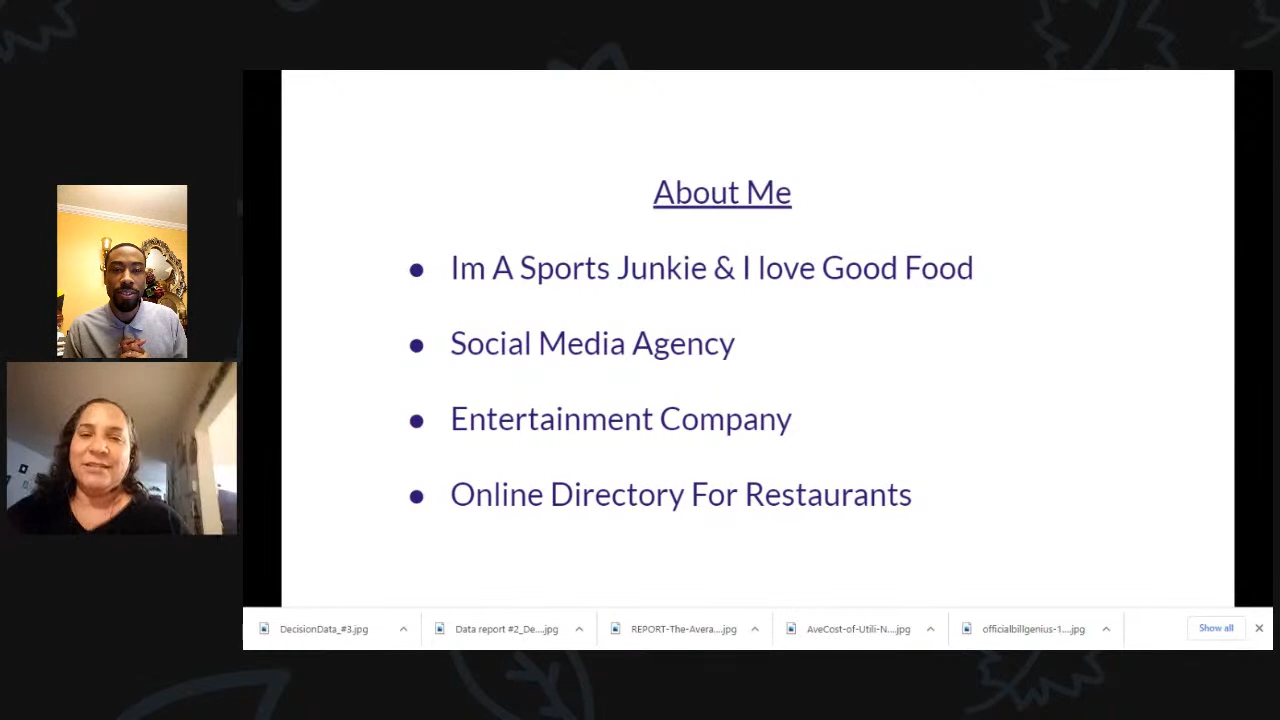 About Me
● Im A Sports Junkie & I love Good Food
● Social Media Agency
● Entertainment Company
● Online Directory For Restaurants
DecisionData_#3.jpg
Data report #2_De....jpg
REPORT-The-Avera....jpg
AveCost-of-Utili-N....jpg
officialbillgenius-1....jpg
Show all